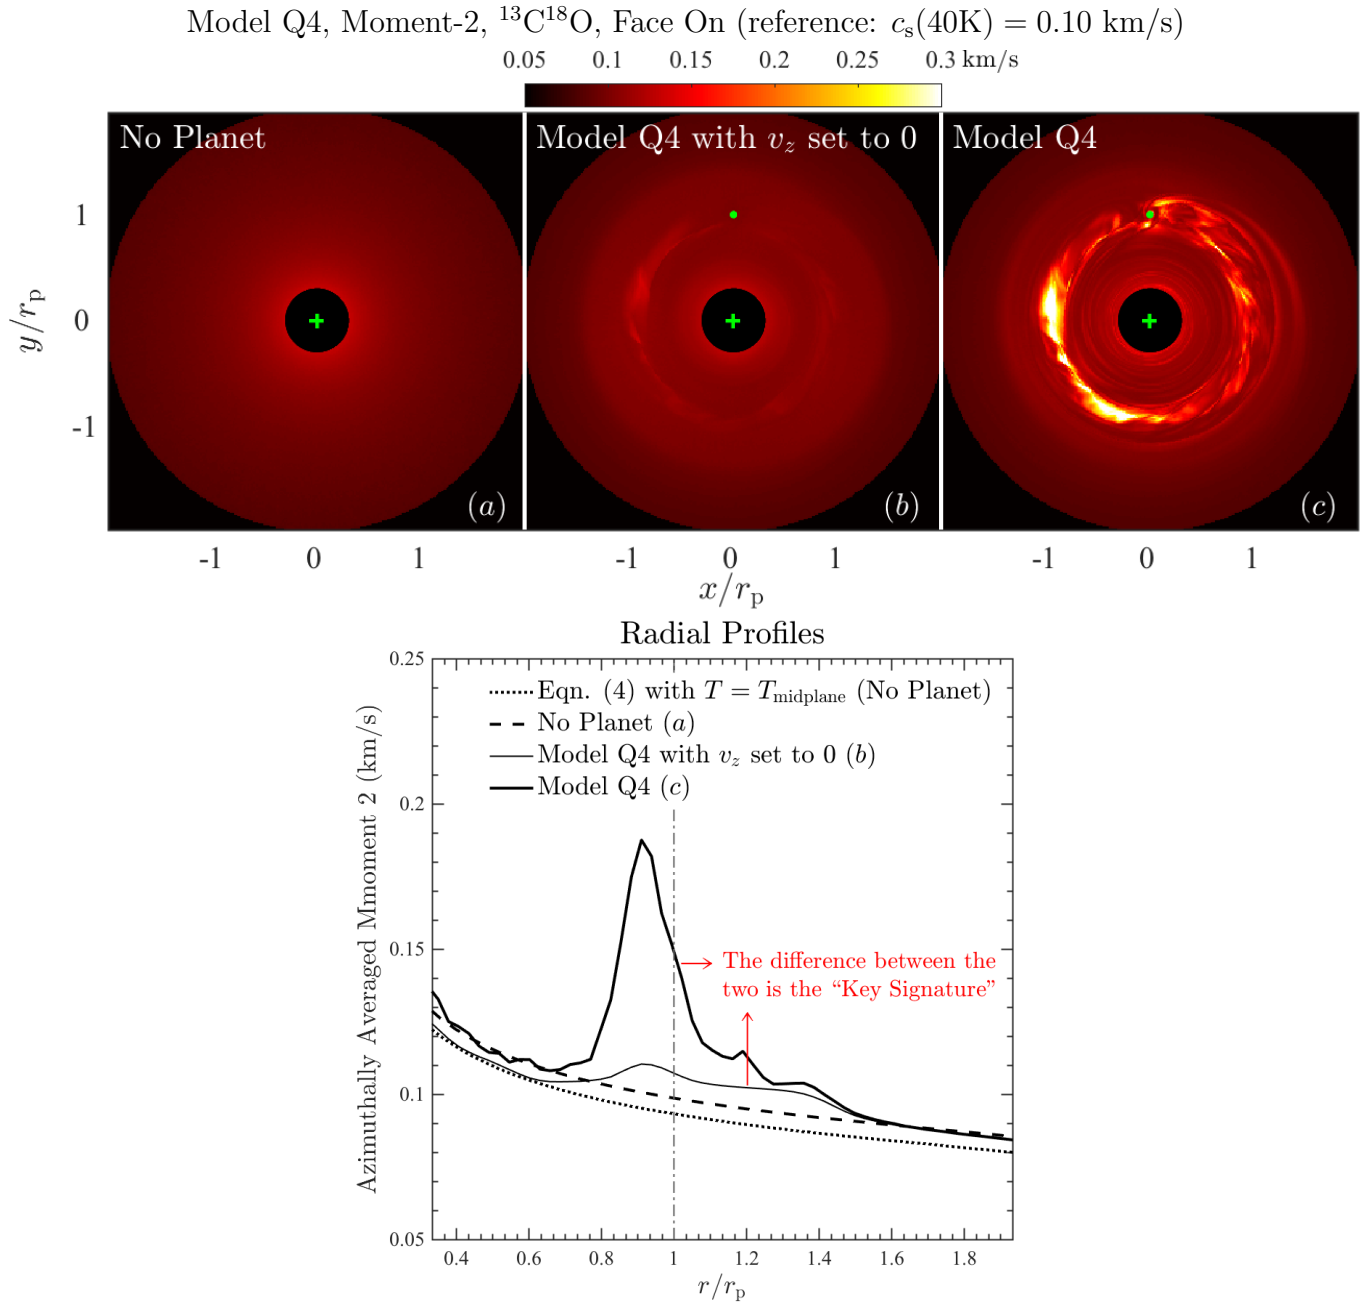 Model Q4, Moment-2, ¹³C¹⁸O, Face On (reference: cₛ(40K) = 0.10 km/s)
0.05 0.1 0.15 0.2 0.25 0.3 km/s
No Planet
Model Q4 with v_z set to 0
Model Q4
1
0
-1
y/r_p
(a)
(b)
(c)
-1 0 1 -1 0 1 -1 0 1
x/r_p
Radial Profiles
0.25
0.2
0.15
0.1
0.05
Azimuthally Averaged Mmoment 2 (km/s)
Eqn. (4) with T = T_midplane (No Planet)
No Planet (a)
Model Q4 with v_z set to 0 (b)
Model Q4 (c)
The difference between the
two is the “Key Signature”
0.4 0.6 0.8 1 1.2 1.4 1.6 1.8
r/r_p